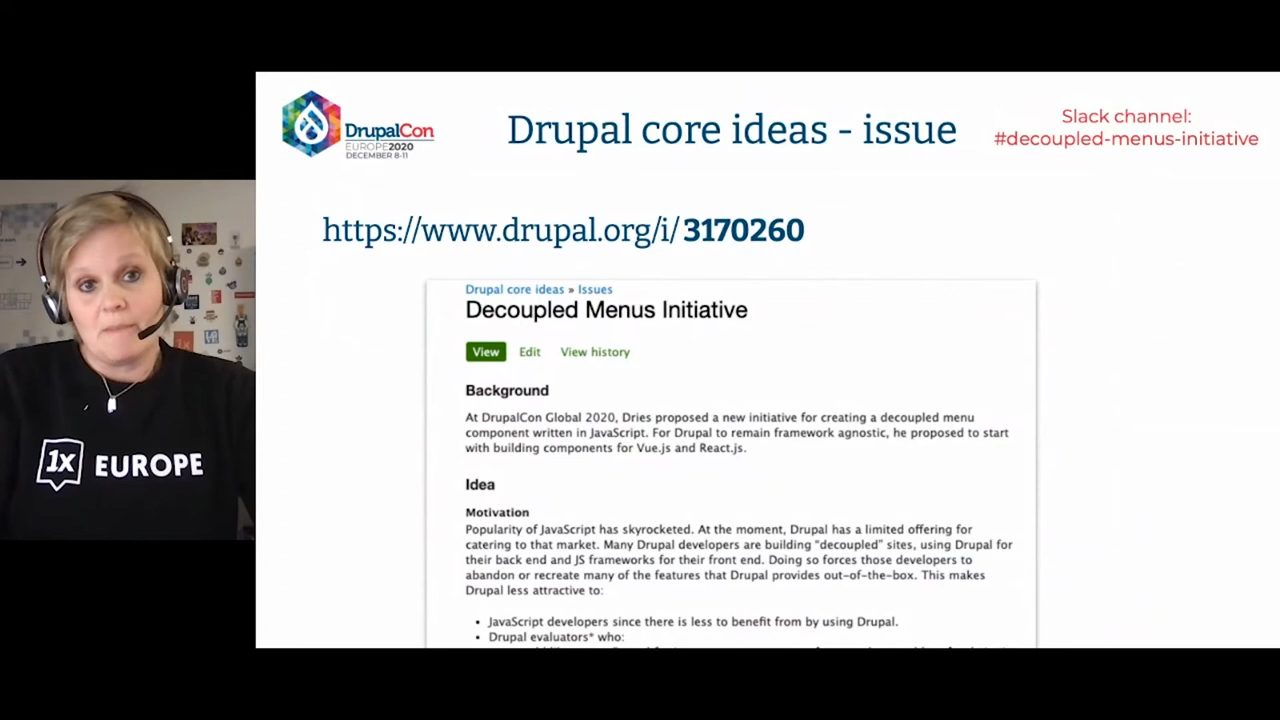 DrupalCon
EUROPE2020
DECEMBER 8-11
Drupal core ideas - issue
Slack channel:
#decoupled-menus-initiative
https://www.drupal.org/i/3170260
1x EUROPE
Drupal core ideas » Issues
Decoupled Menus Initiative
View Edit View history
Background
At DrupalCon Global 2020, Dries proposed a new initiative for creating a decoupled menu
component written in JavaScript. For Drupal to remain framework agnostic, he proposed to start
with building components for Vue.js and React.js.
Idea
Motivation
Popularity of JavaScript has skyrocketed. At the moment, Drupal has a limited offering for
catering to that market. Many Drupal developers are building "decoupled" sites, using Drupal for
their back end and JS frameworks for their front end. Doing so forces those developers to
abandon or recreate many of the features that Drupal provides out-of-the-box. This makes
Drupal less attractive to:
• JavaScript developers since there is less to benefit from by using Drupal.
• Drupal evaluators* who: